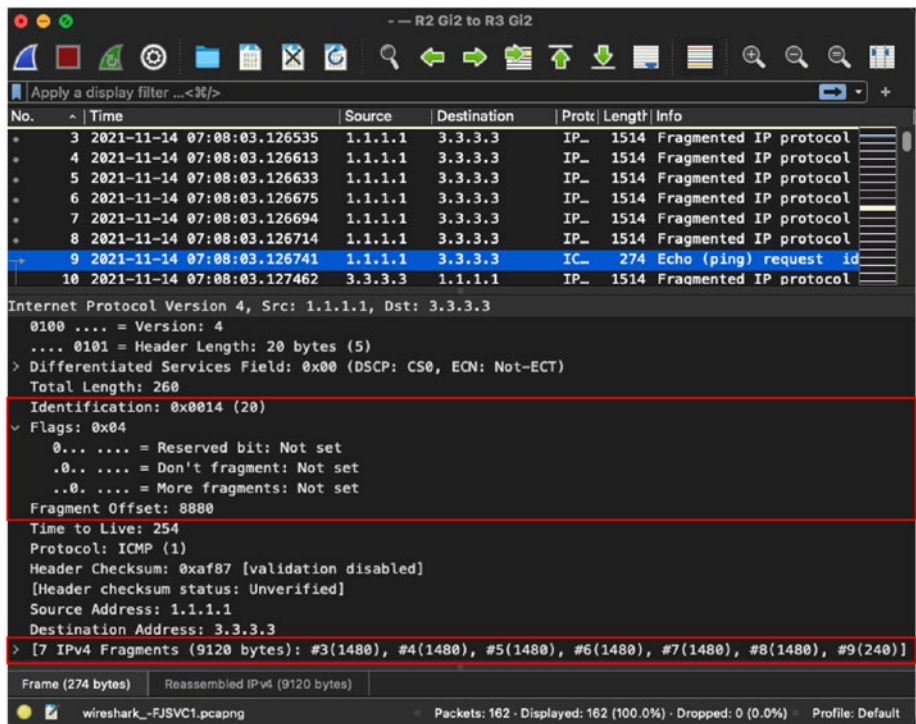 - — R2 Gi2 to R3 Gi2
Apply a display filter ...<⌘/>
No. Time Source Destination Protc Length Info
3 2021-11-14 07:08:03.126535 1.1.1.1 3.3.3.3 IP… 1514 Fragmented IP protocol
4 2021-11-14 07:08:03.126613 1.1.1.1 3.3.3.3 IP… 1514 Fragmented IP protocol
5 2021-11-14 07:08:03.126633 1.1.1.1 3.3.3.3 IP… 1514 Fragmented IP protocol
6 2021-11-14 07:08:03.126675 1.1.1.1 3.3.3.3 IP… 1514 Fragmented IP protocol
7 2021-11-14 07:08:03.126694 1.1.1.1 3.3.3.3 IP… 1514 Fragmented IP protocol
8 2021-11-14 07:08:03.126714 1.1.1.1 3.3.3.3 IP… 1514 Fragmented IP protocol
9 2021-11-14 07:08:03.126741 1.1.1.1 3.3.3.3 IC… 274 Echo (ping) request id
10 2021-11-14 07:08:03.127462 3.3.3.3 1.1.1.1 IP… 1514 Fragmented IP protocol
Internet Protocol Version 4, Src: 1.1.1.1, Dst: 3.3.3.3
0100 .... = Version: 4
.... 0101 = Header Length: 20 bytes (5)
> Differentiated Services Field: 0x00 (DSCP: CS0, ECN: Not-ECT)
Total Length: 260
Identification: 0x0014 (20)
Flags: 0x04
0... .... = Reserved bit: Not set
.0.. .... = Don't fragment: Not set
..0. .... = More fragments: Not set
Fragment Offset: 8880
Time to Live: 254
Protocol: ICMP (1)
Header Checksum: 0xaf87 [validation disabled]
[Header checksum status: Unverified]
Source Address: 1.1.1.1
Destination Address: 3.3.3.3
> [7 IPv4 Fragments (9120 bytes): #3(1480), #4(1480), #5(1480), #6(1480), #7(1480), #8(1480), #9(240)]
Frame (274 bytes) Reassembled IPv4 (9120 bytes)
wireshark_-FJSVC1.pcapng Packets: 162 · Displayed: 162 (100.0%) · Dropped: 0 (0.0%) Profile: Default